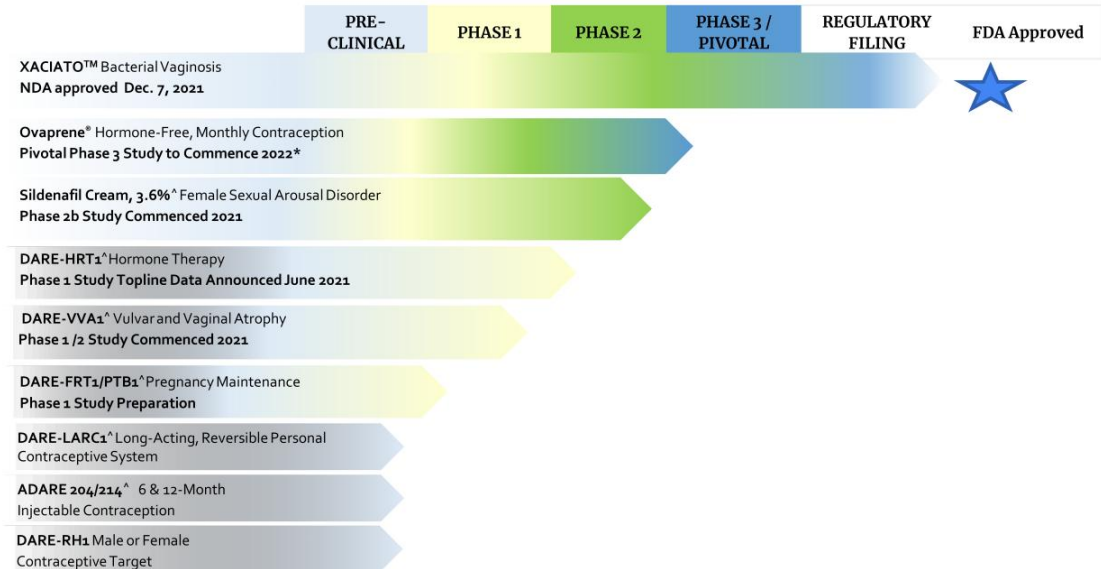 PRE-CLINICAL PHASE 1 PHASE 2 PHASE 3 / PIVOTAL REGULATORY FILING FDA Approved
XACIATO™ Bacterial Vaginosis
NDA approved Dec. 7, 2021
Ovaprene® Hormone-Free, Monthly Contraception
Pivotal Phase 3 Study to Commence 2022*
Sildenafil Cream, 3.6%^ Female Sexual Arousal Disorder
Phase 2b Study Commenced 2021
DARE-HRT1^ Hormone Therapy
Phase 1 Study Topline Data Announced June 2021
DARE-VVA1^ Vulvar and Vaginal Atrophy
Phase 1 /2 Study Commenced 2021
DARE-FRT1/PTB1^ Pregnancy Maintenance
Phase 1 Study Preparation
DARE-LARC1^ Long-Acting, Reversible Personal
Contraceptive System
ADARE 204/214^ 6 & 12-Month
Injectable Contraception
DARE-RH1 Male or Female
Contraceptive Target